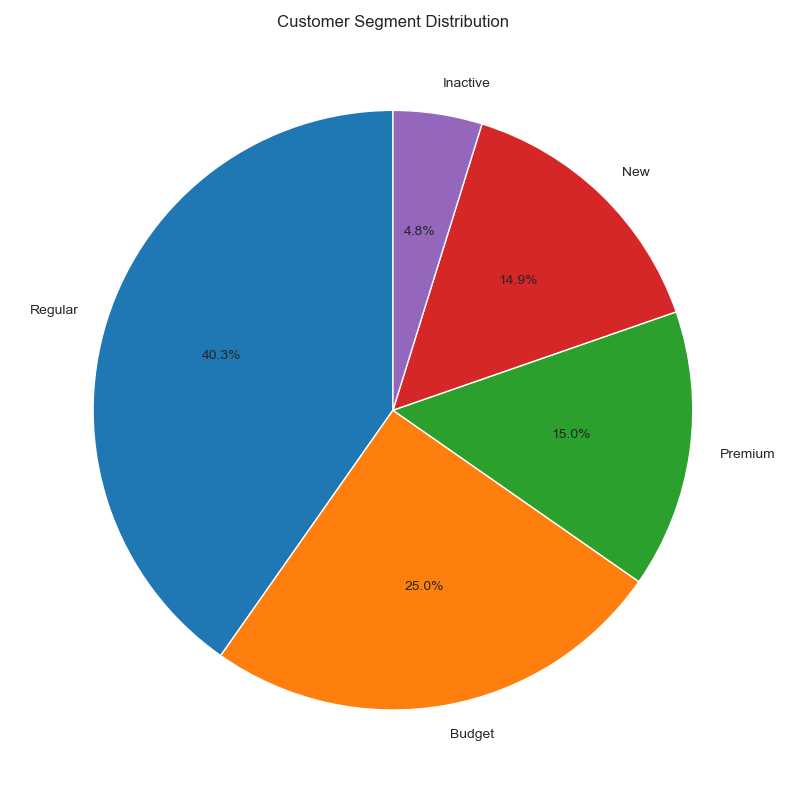 Customer Segment Distribution
Inactive
New
4.8%
14.9%
Regular
40.3%
15.0%
Premium
25.0%
Budget